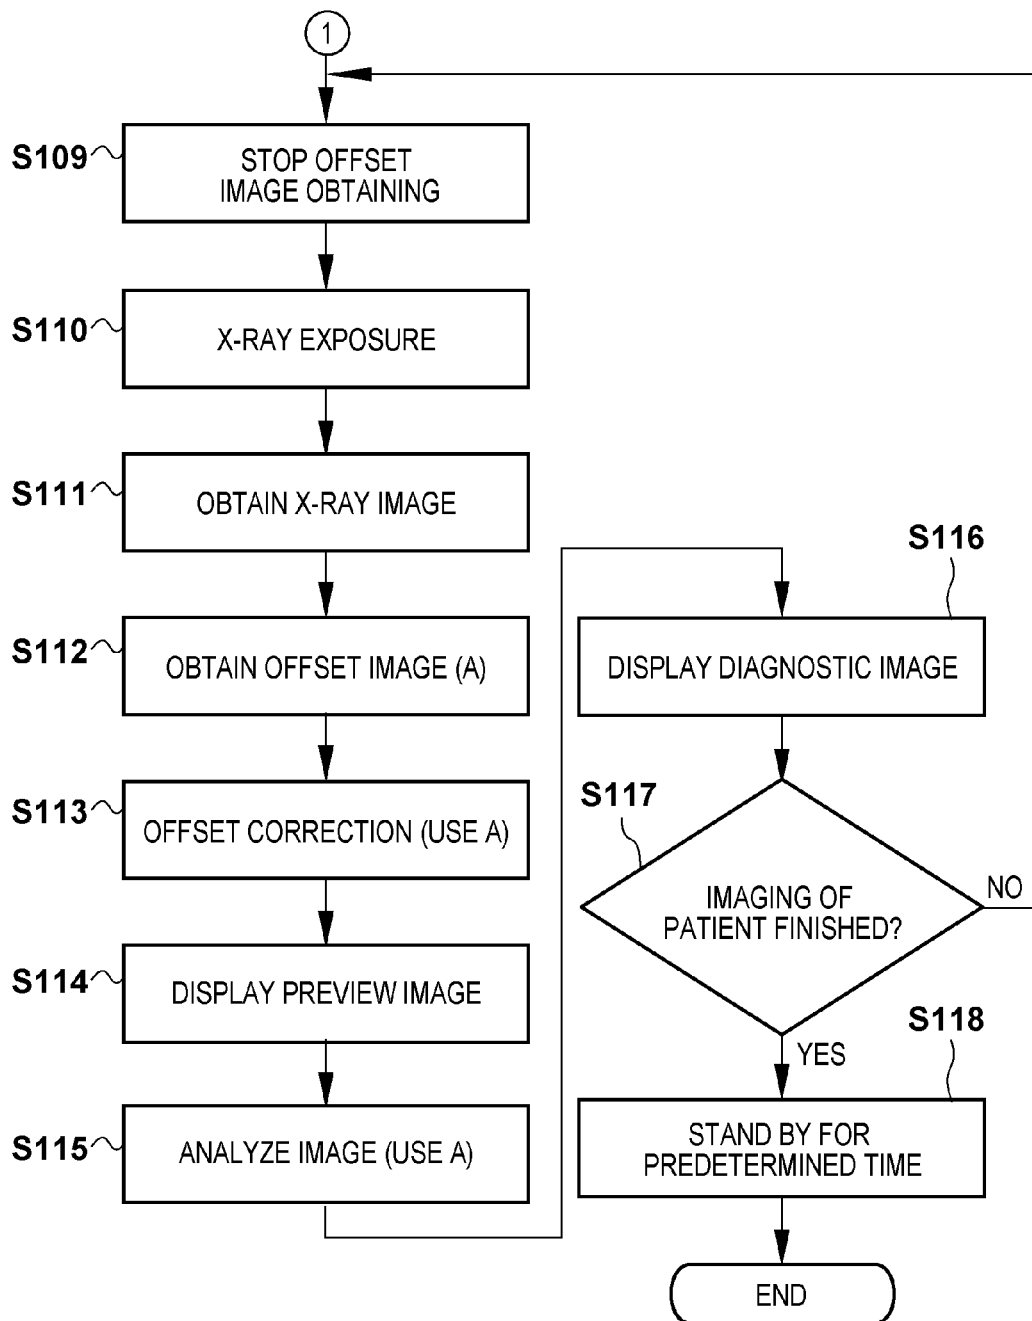 1
S109
STOP OFFSET
IMAGE OBTAINING
S110
X-RAY EXPOSURE
S111
OBTAIN X-RAY IMAGE
S112
OBTAIN OFFSET IMAGE (A)
S113
OFFSET CORRECTION (USE A)
S114
DISPLAY PREVIEW IMAGE
S115
ANALYZE IMAGE (USE A)
S116
DISPLAY DIAGNOSTIC IMAGE
S117
IMAGING OF
PATIENT FINISHED?
NO
YES
S118
STAND BY FOR
PREDETERMINED TIME
END